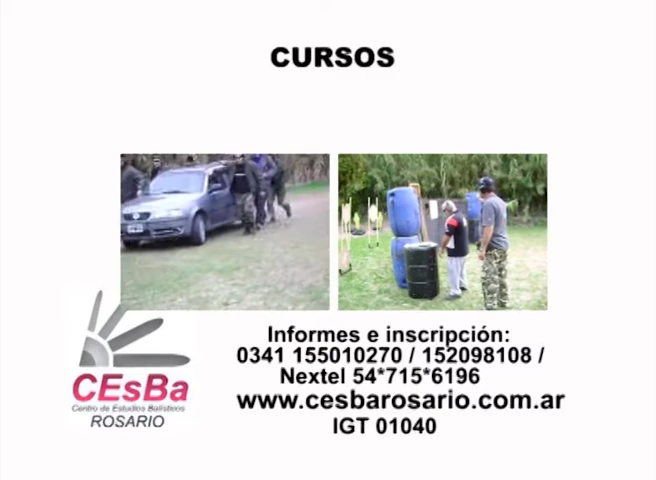 CURSOS
Informes e inscripción:
0341 155010270 / 152098108 /
Nextel 54*715*6196
www.cesbarosario.com.ar
IGT 01040
CEsBa
Centro de Estudios Balísticos
ROSARIO